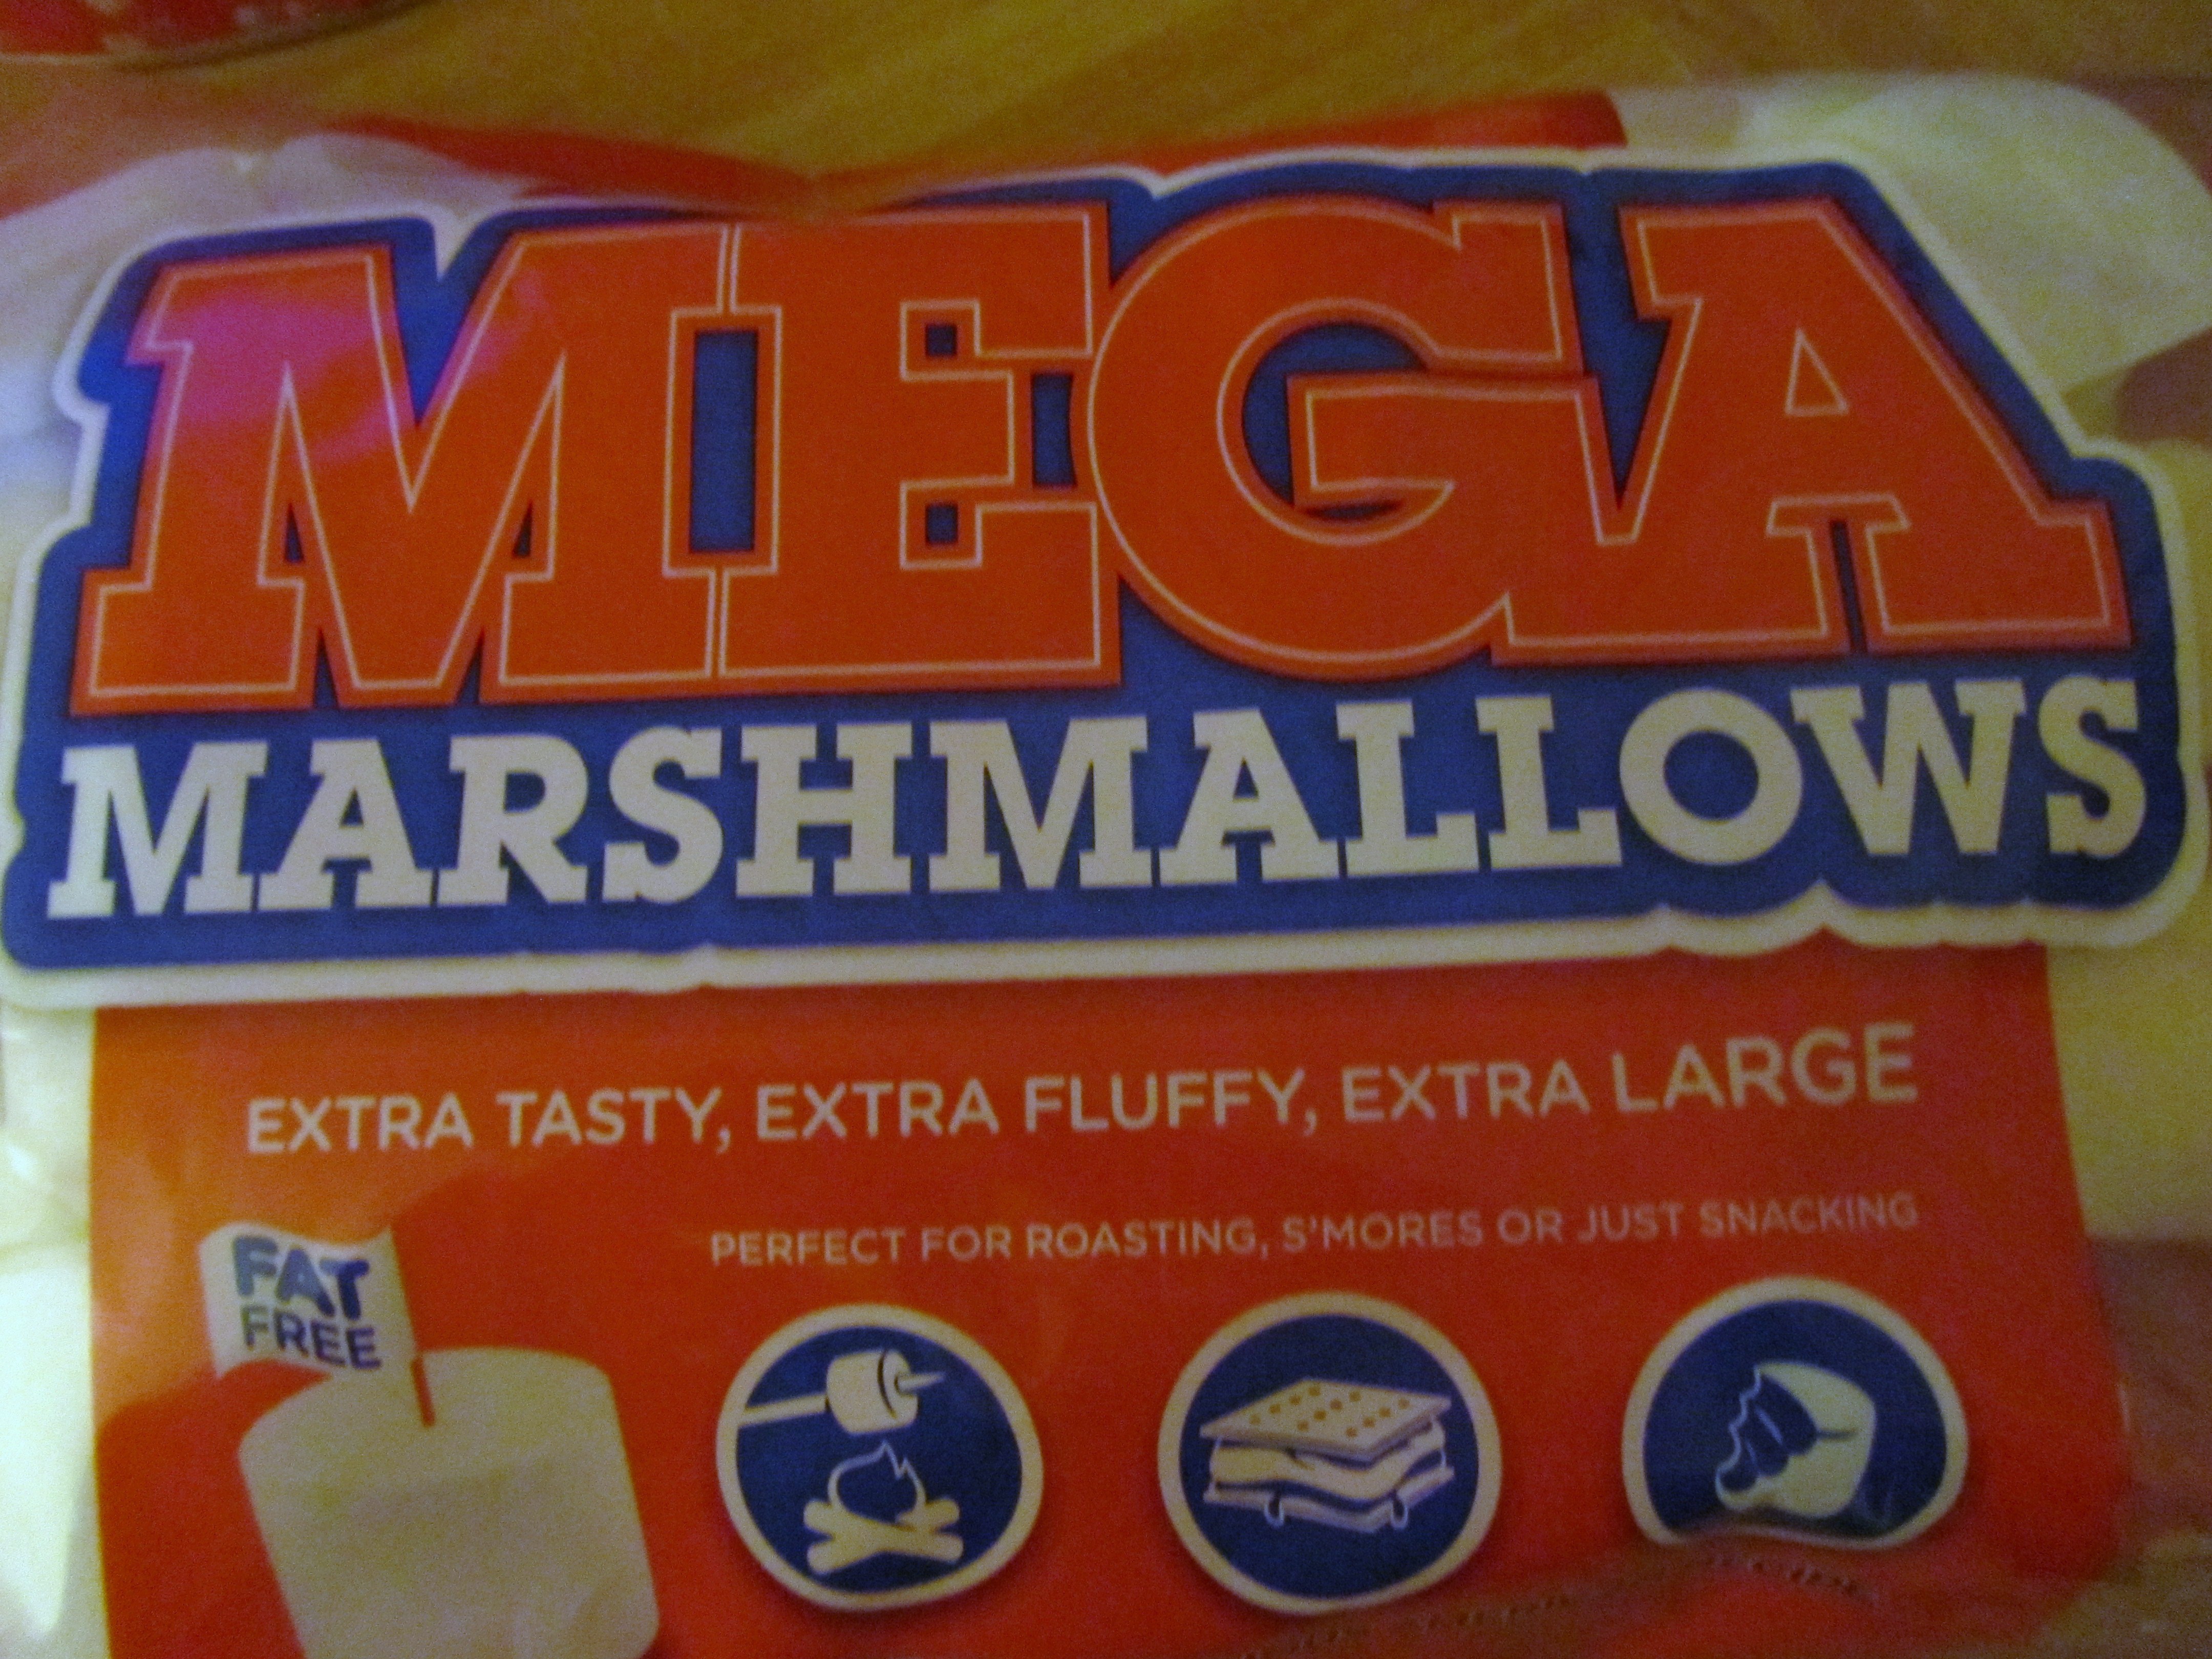 MEGA
MARSHMALLOWS
EXTRA TASTY, EXTRA FLUFFY, EXTRA LARGE
PERFECT FOR ROASTING, S'MORES OR JUST SNACKING
FAT
FREE